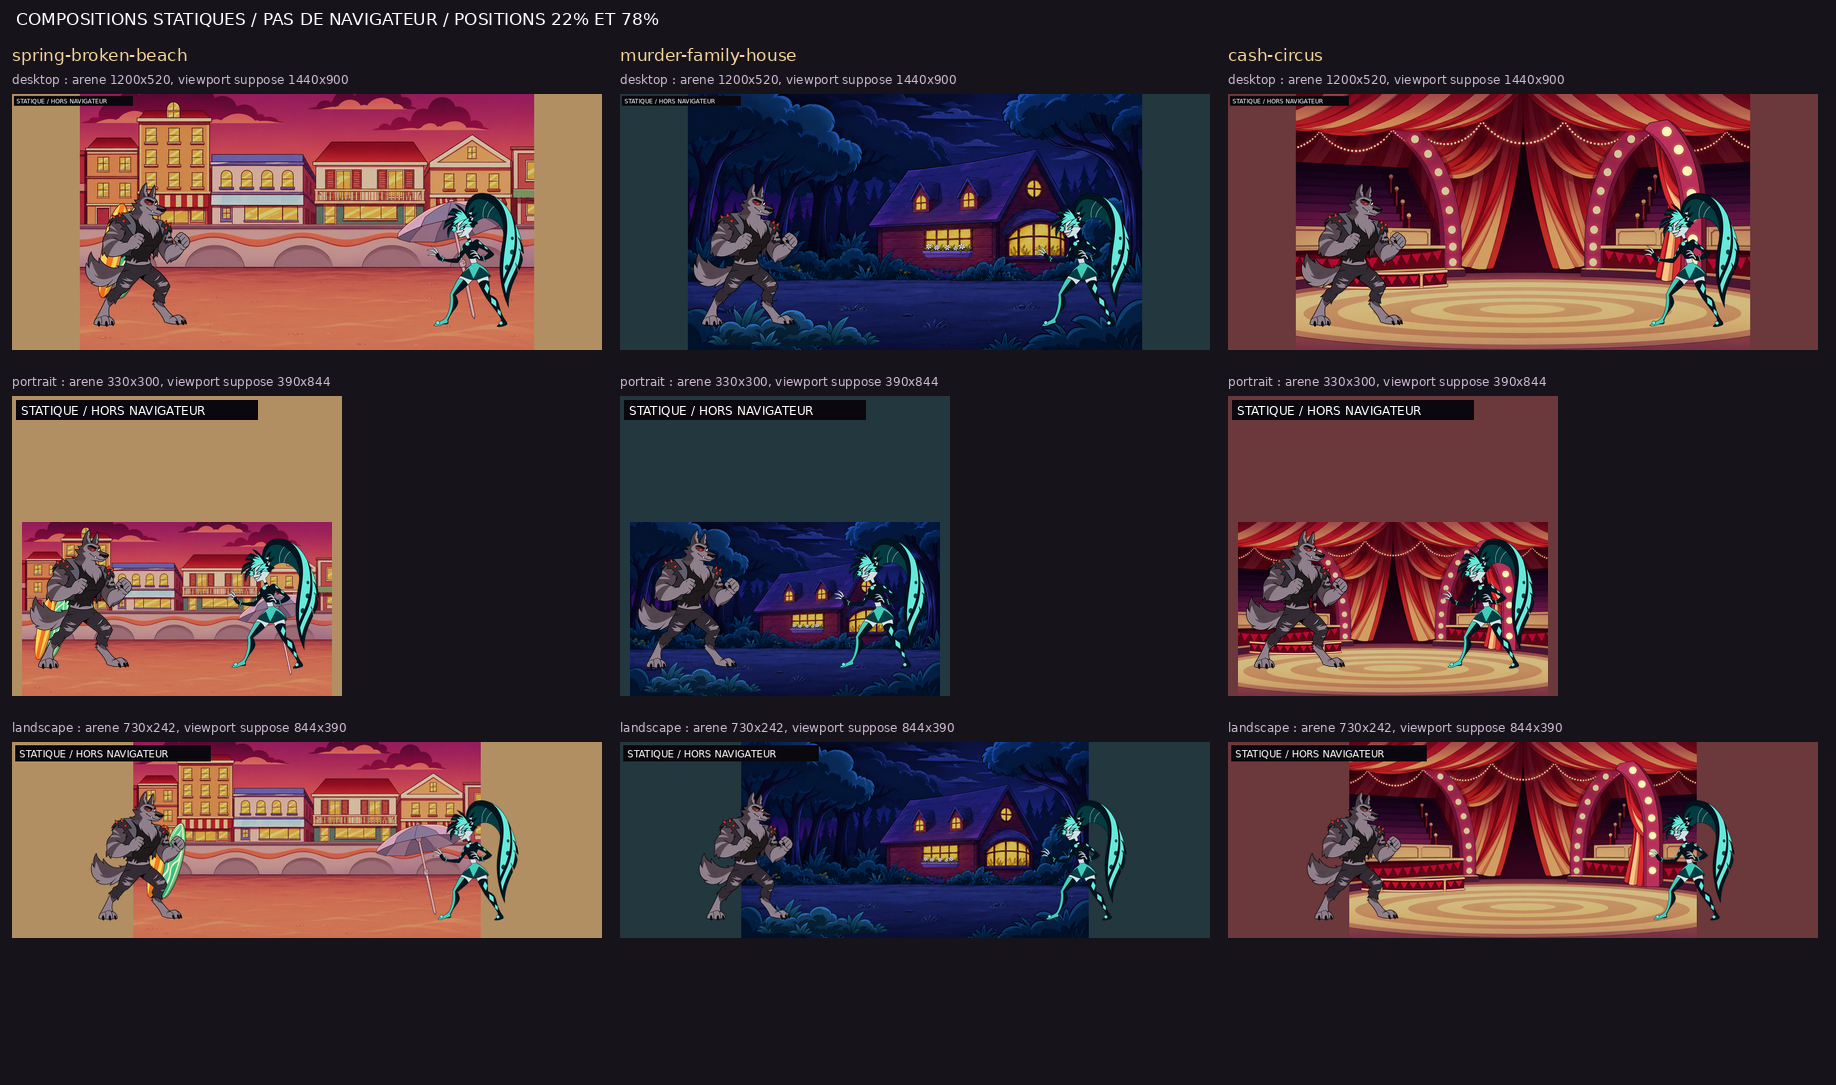 COMPOSITIONS STATIQUES / PAS DE NAVIGATEUR / POSITIONS 22% ET 78%
spring-broken-beach
murder-family-house
cash-circus
desktop : arene 1200x520, viewport suppose 1440x900
desktop : arene 1200x520, viewport suppose 1440x900
desktop : arene 1200x520, viewport suppose 1440x900
STATIQUE / HORS NAVIGATEUR
STATIQUE / HORS NAVIGATEUR
STATIQUE / HORS NAVIGATEUR
portrait : arene 330x300, viewport suppose 390x844
portrait : arene 330x300, viewport suppose 390x844
portrait : arene 330x300, viewport suppose 390x844
STATIQUE / HORS NAVIGATEUR
STATIQUE / HORS NAVIGATEUR
STATIQUE / HORS NAVIGATEUR
landscape : arene 730x242, viewport suppose 844x390
landscape : arene 730x242, viewport suppose 844x390
landscape : arene 730x242, viewport suppose 844x390
STATIQUE / HORS NAVIGATEUR
STATIQUE / HORS NAVIGATEUR
STATIQUE / HORS NAVIGATEUR